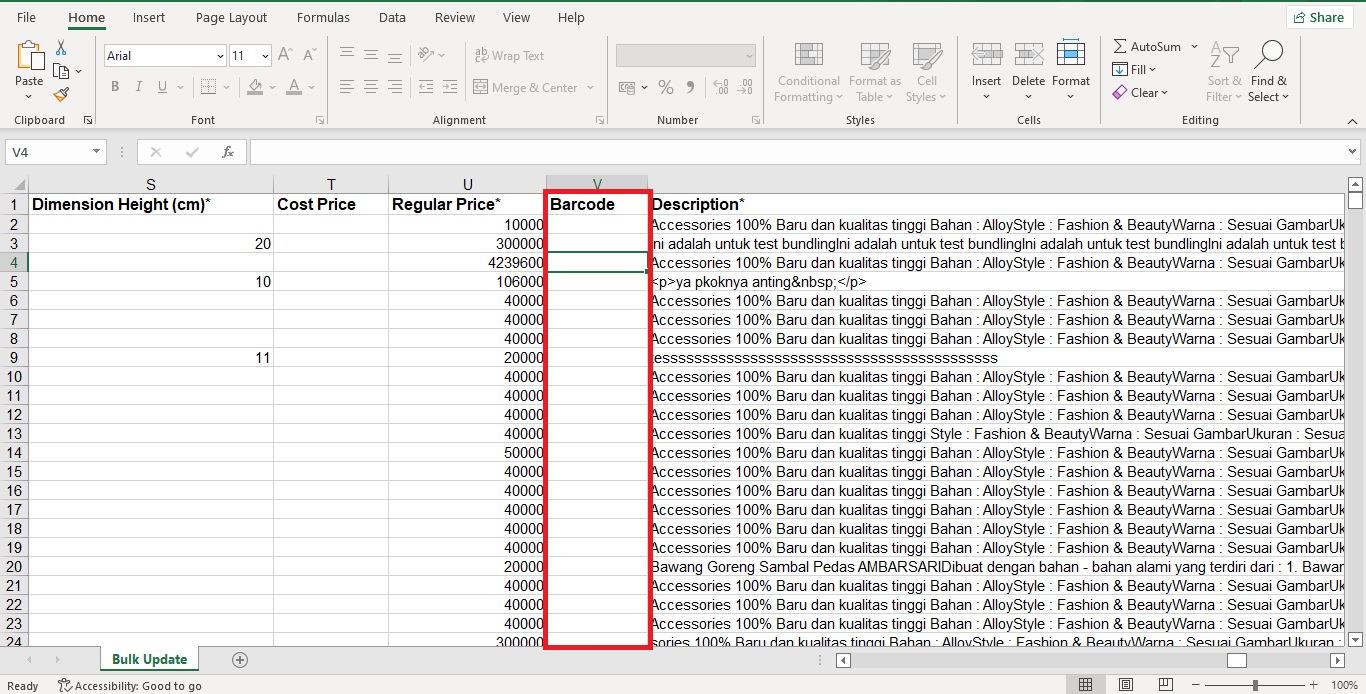 File Home Insert Page Layout Formulas Data Review View Help Share
Arial 11 Wrap Text
Paste B I U Merge & Center % Conditional Formatting Format as Table Cell Styles Insert Delete Format AutoSum Fill Clear Sort & Filter Find & Select
Clipboard Font Alignment Number Styles Cells Editing
V4 fx
S T U V
1 Dimension Height (cm)* Cost Price Regular Price* Barcode Description*
2 10000 Accessories 100% Baru dan kualitas tinggi Bahan : AlloyStyle : Fashion & BeautyWarna : Sesuai GambarUk
3 20 300000 Ini adalah untuk test bundlingIni adalah untuk test bundlingIni adalah untuk test bundlingIni adalah untuk test b
4 4239600 Accessories 100% Baru dan kualitas tinggi Bahan : AlloyStyle : Fashion & BeautyWarna : Sesuai GambarUk
5 10 106000 <p>ya pkoknya anting&nbsp;</p>
6 40000 Accessories 100% Baru dan kualitas tinggi Bahan : AlloyStyle : Fashion & BeautyWarna : Sesuai GambarUk
7 40000 Accessories 100% Baru dan kualitas tinggi Bahan : AlloyStyle : Fashion & BeautyWarna : Sesuai GambarUk
8 40000 Accessories 100% Baru dan kualitas tinggi Bahan : AlloyStyle : Fashion & BeautyWarna : Sesuai GambarUk
9 11 20000
10 40000 Accessories 100% Baru dan kualitas tinggi Bahan : AlloyStyle : Fashion & BeautyWarna : Sesuai GambarUk
11 40000 Accessories 100% Baru dan kualitas tinggi Bahan : AlloyStyle : Fashion & BeautyWarna : Sesuai GambarUk
12 40000 Accessories 100% Baru dan kualitas tinggi Bahan : AlloyStyle : Fashion & BeautyWarna : Sesuai GambarUk
13 40000 Accessories 100% Baru dan kualitas tinggi Style : Fashion & BeautyWarna : Sesuai GambarUkuran : Sesua
14 50000 Accessories 100% Baru dan kualitas tinggi Bahan : AlloyStyle : Fashion & BeautyWarna : Sesuai GambarUk
15 40000 Accessories 100% Baru dan kualitas tinggi Bahan : AlloyStyle : Fashion & BeautyWarna : Sesuai GambarUk
16 40000 Accessories 100% Baru dan kualitas tinggi Bahan : AlloyStyle : Fashion & BeautyWarna : Sesuai GambarUk
17 40000 Accessories 100% Baru dan kualitas tinggi Bahan : AlloyStyle : Fashion & BeautyWarna : Sesuai GambarUk
18 40000 Accessories 100% Baru dan kualitas tinggi Bahan : AlloyStyle : Fashion & BeautyWarna : Sesuai GambarUk
19 40000 Accessories 100% Baru dan kualitas tinggi Bahan : AlloyStyle : Fashion & BeautyWarna : Sesuai GambarUk
20 20000 Bawang Goreng Sambal Pedas AMBARSARIDibuat dengan bahan - bahan alami yang terdiri dari : 1. Bawar
21 40000 Accessories 100% Baru dan kualitas tinggi Bahan : AlloyStyle : Fashion & BeautyWarna : Sesuai GambarUk
22 40000 Accessories 100% Baru dan kualitas tinggi Bahan : AlloyStyle : Fashion & BeautyWarna : Sesuai GambarUk
23 40000 Accessories 100% Baru dan kualitas tinggi Bahan : AlloyStyle : Fashion & BeautyWarna : Sesuai GambarUk
24 300000 sories 100% Baru dan kualitas tinggi Bahan : AlloyStyle : Fashion & BeautyWarna : Sesuai GambarUkuran :
Bulk Update
Ready Accessibility: Good to go 100%